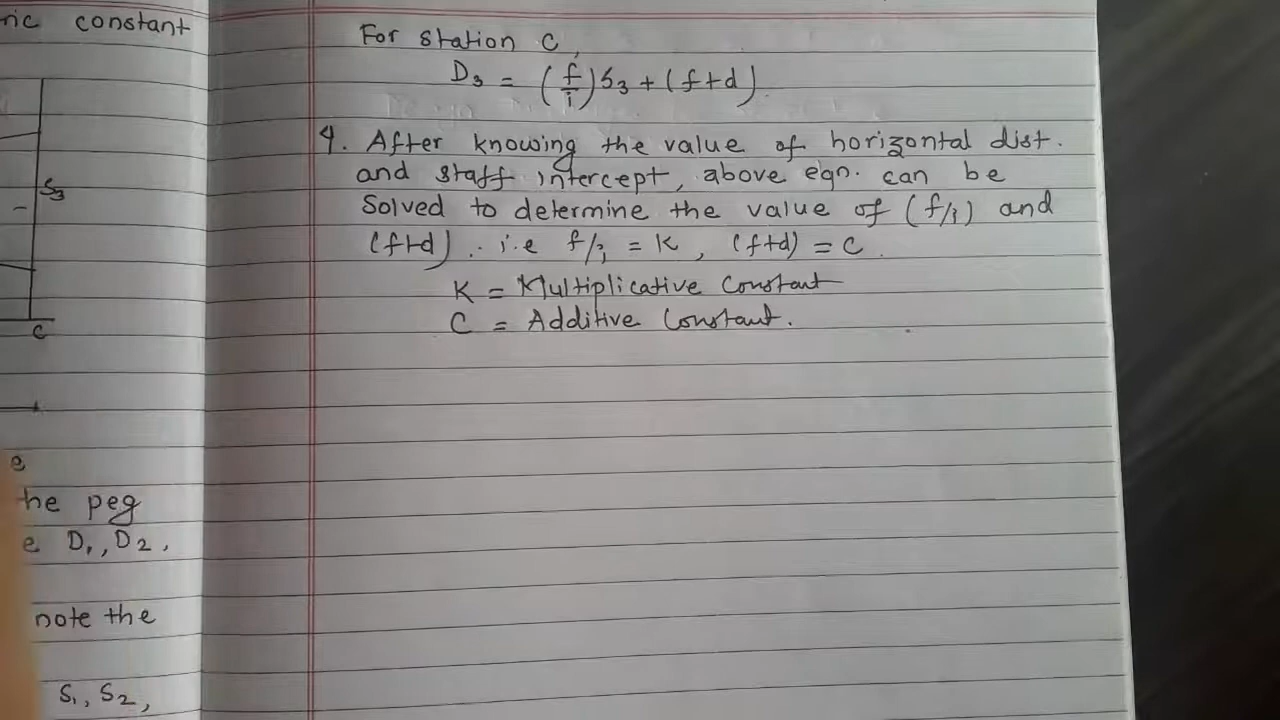 ric constant
S3
C
e
he peg
e D1, D2,
note the
S1, S2,
For station C,
D3 = (f/i)S3 + (f+d)
4. After knowing the value of horizontal dist.
and staff intercept, above eqn. can be
Solved to determine the value of (f/i) and
(f+d) . i.e f/i = K , (f+d) = C.
K = Multiplicative Constant
C = Additive Constant.